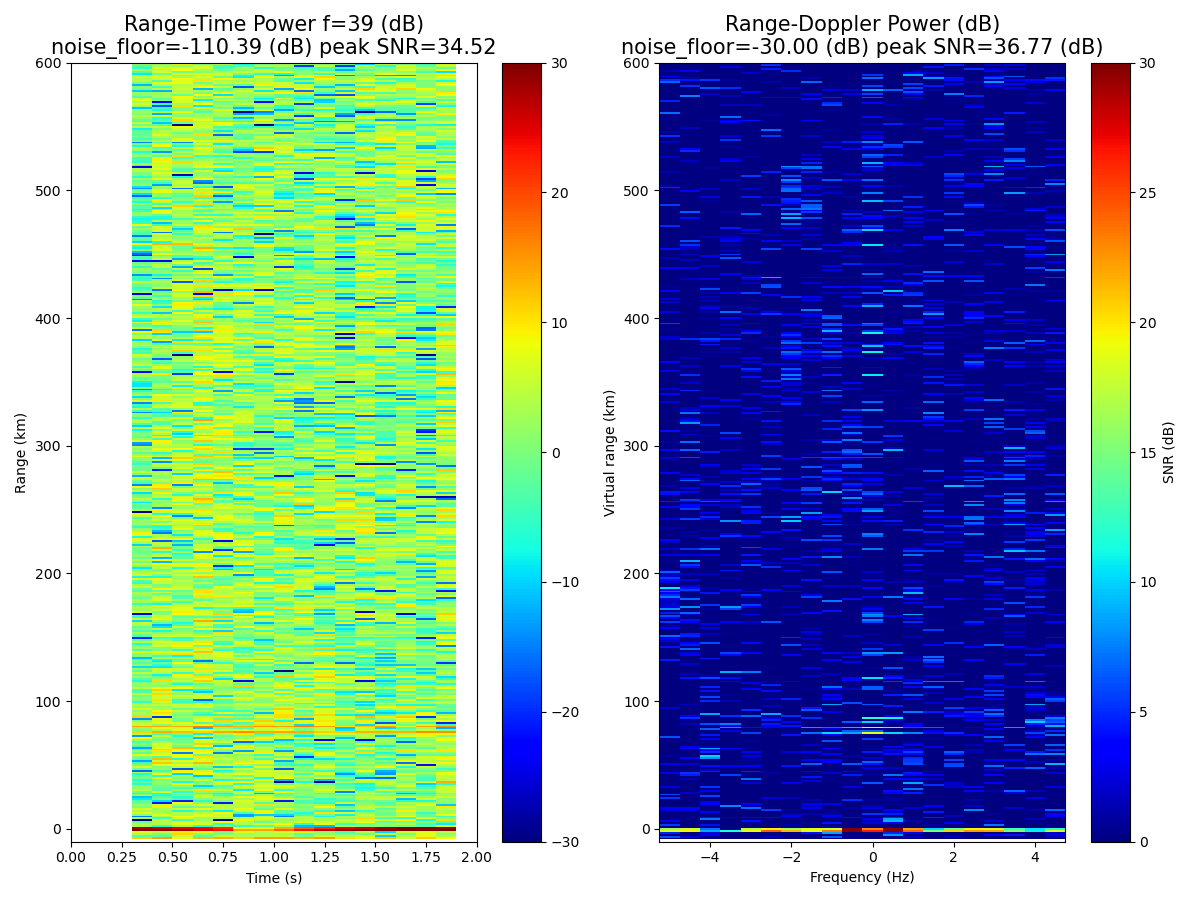 Range-Time Power f=39 (dB)
noise_floor=-110.39 (dB) peak SNR=34.52
Range (km)
600
500
400
300
200
100
0
0.00 0.25 0.50 0.75 1.00 1.25 1.50 1.75 2.00
Time (s)
30
20
10
0
−10
−20
−30
Range-Doppler Power (dB)
noise_floor=-30.00 (dB) peak SNR=36.77 (dB)
Virtual range (km)
600
500
400
300
200
100
0
−4 −2 0 2 4
Frequency (Hz)
30
25
20
15
10
5
0
SNR (dB)